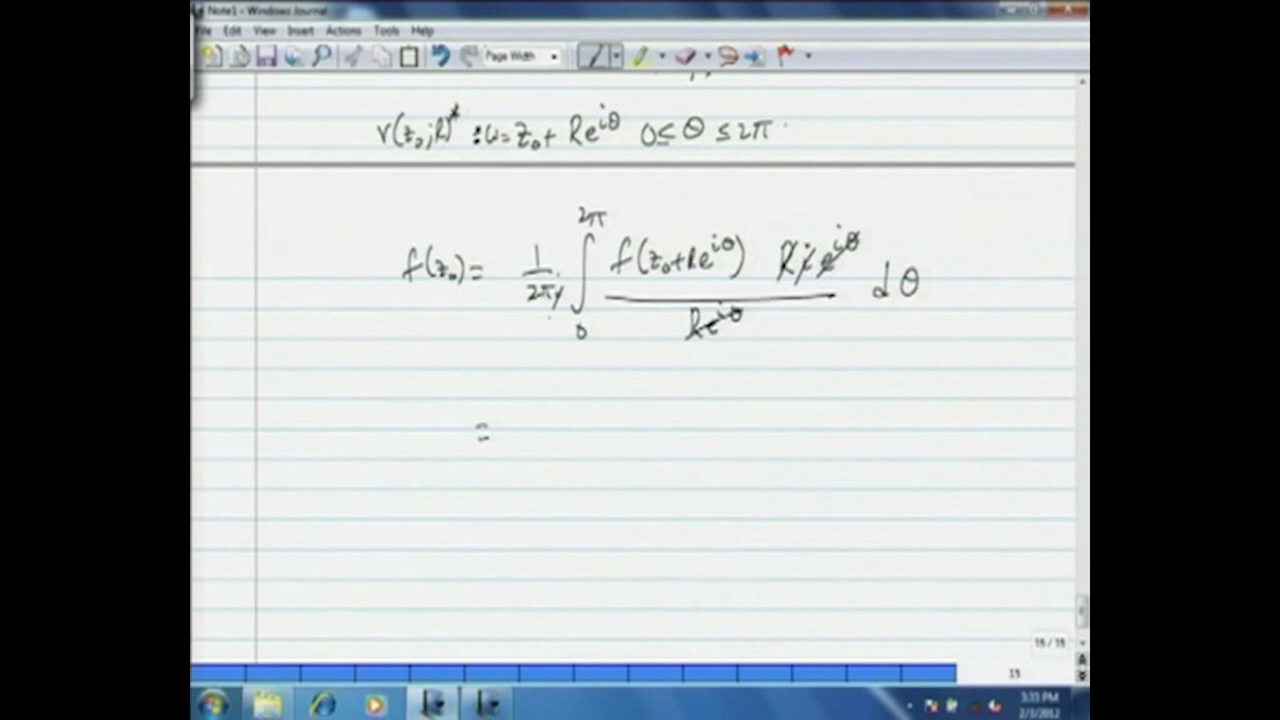 Note1 - Windows Journal
File Edit View Insert Actions Tools Help
Page Width
γ(z₀;R)* : ω = z₀ + Re^{iθ} 0 ≤ θ ≤ 2π.
f(z₀) = 1/2πi ∫₀^{2π} f(z₀+Re^{iθ}) R i e^{iθ} / Re^{iθ} dθ
=
15 / 15
15
3:33 PM
2/3/2012